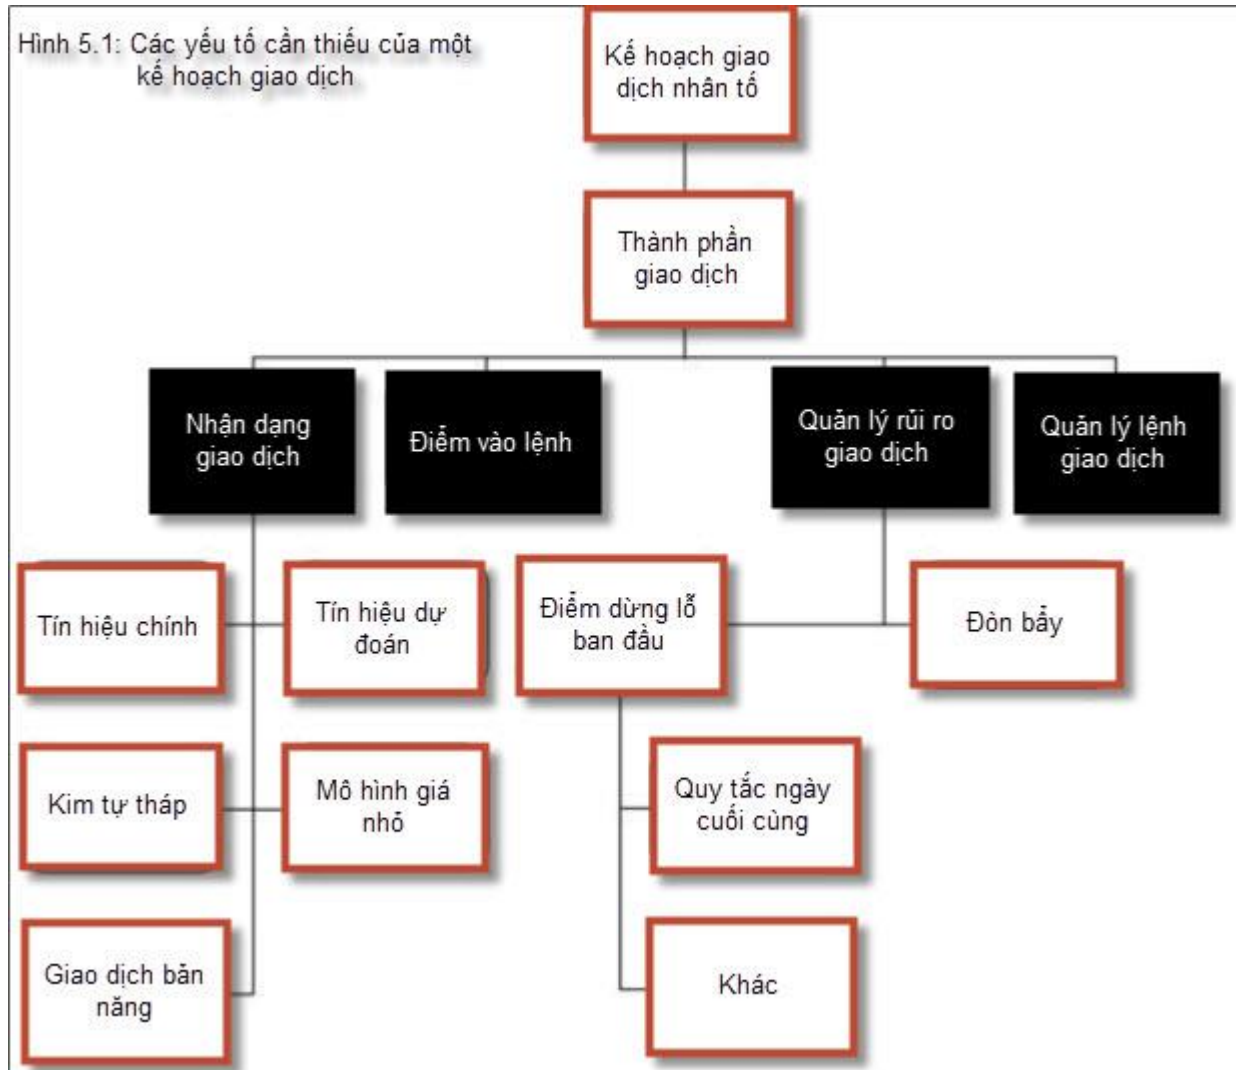 Hình 5.1: Các yếu tố cần thiếu của một
kế hoạch giao dịch
Kế hoạch giao
dịch nhân tố
Thành phần
giao dịch
Nhận dạng
giao dịch
Điểm vào lệnh
Quản lý rủi ro
giao dịch
Quản lý lệnh
giao dịch
Tín hiệu chính
Tín hiệu dự
đoán
Điểm dừng lỗ
ban đầu
Đòn bẩy
Kim tự tháp
Mô hình giá
nhỏ
Quy tắc ngày
cuối cùng
Giao dịch bản
năng
Khác